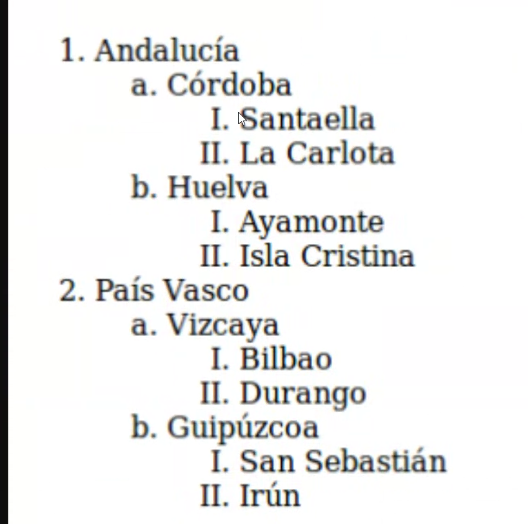 1. Andalucía
a. Córdoba
I. Santaella
II. La Carlota
b. Huelva
I. Ayamonte
II. Isla Cristina
2. País Vasco
a. Vizcaya
I. Bilbao
II. Durango
b. Guipúzcoa
I. San Sebastián
II. Irún